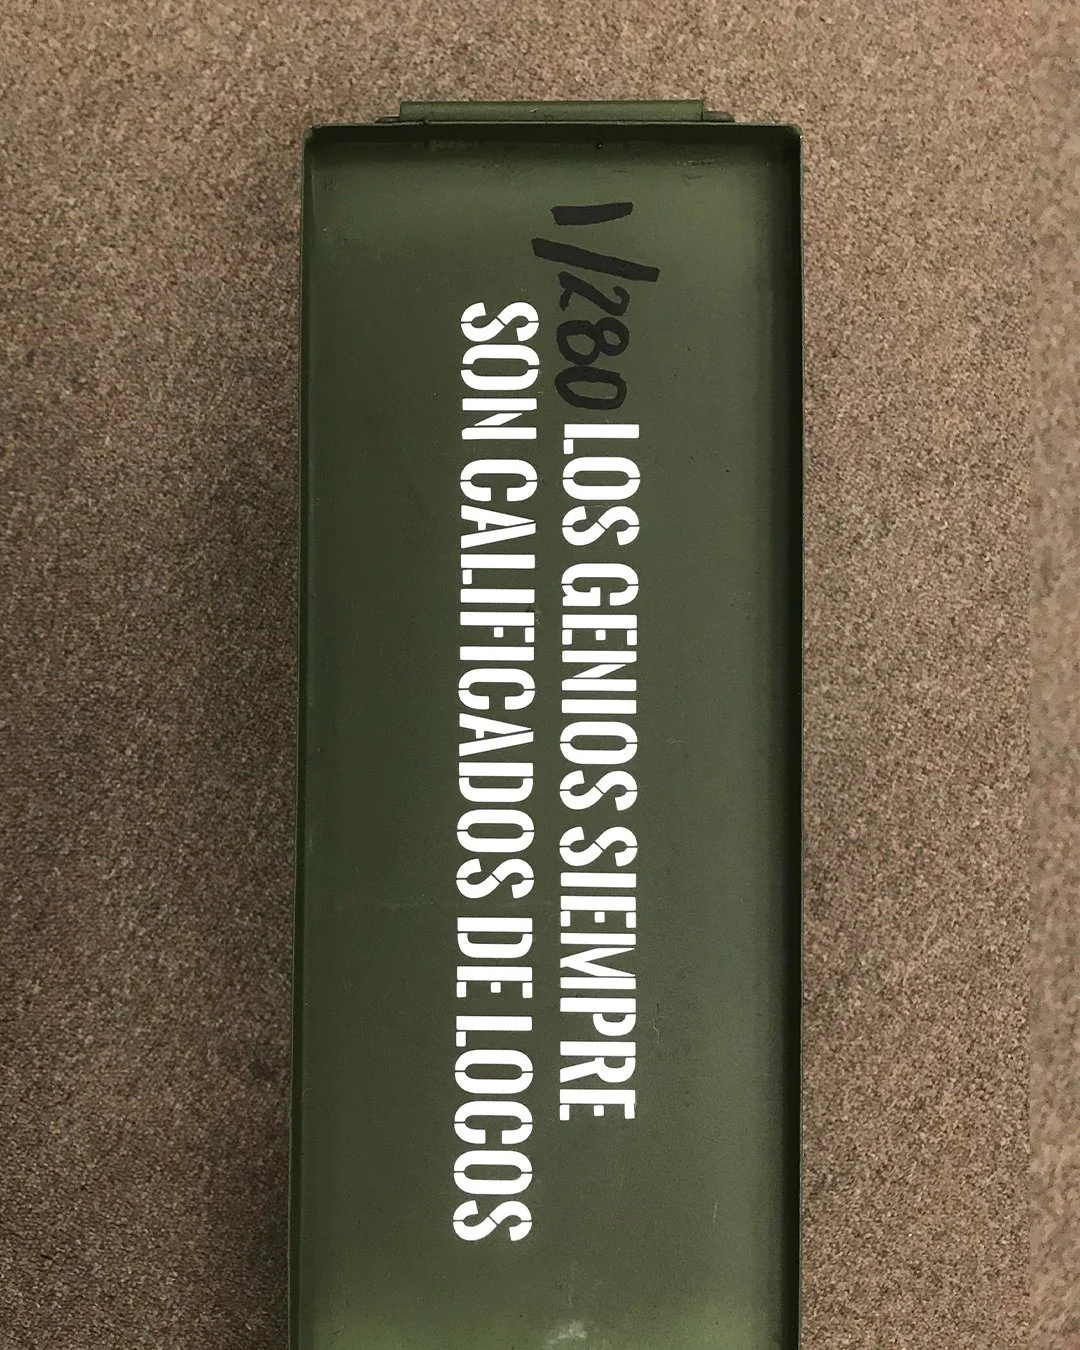 1/280
LOS GENIOS SIEMPRE
SON CALIFICADOS DE LOCOS